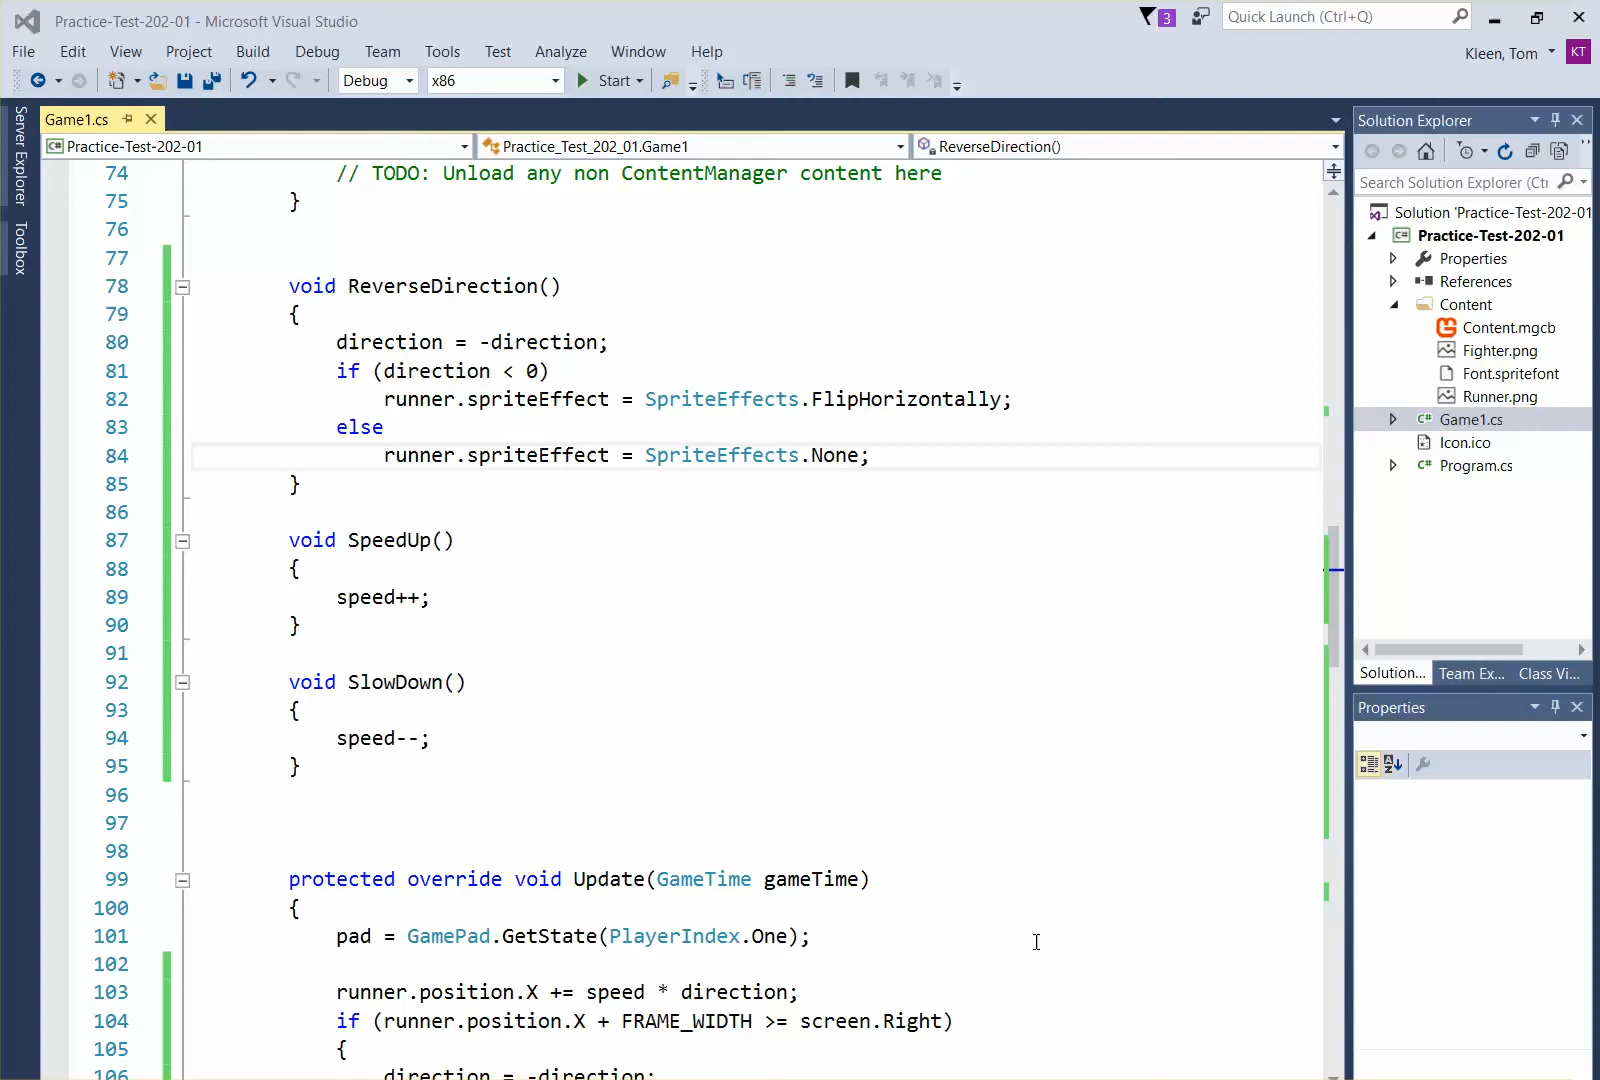 Practice-Test-202-01 - Microsoft Visual Studio
3
Quick Launch (Ctrl+Q)
File Edit View Project Build Debug Team Tools Test Analyze Window Help
Kleen, Tom
KT
Debug x86 Start
Server Explorer
Toolbox
Game1.cs
Practice-Test-202-01 Practice_Test_202_01.Game1 ReverseDirection()
74 // TODO: Unload any non ContentManager content here
75 }
76
77
78 void ReverseDirection()
79 {
80 direction = -direction;
81 if (direction < 0)
82 runner.spriteEffect = SpriteEffects.FlipHorizontally;
83 else
84 runner.spriteEffect = SpriteEffects.None;
85 }
86
87 void SpeedUp()
88 {
89 speed++;
90 }
91
92 void SlowDown()
93 {
94 speed--;
95 }
96
97
98
99 protected override void Update(GameTime gameTime)
100 {
101 pad = GamePad.GetState(PlayerIndex.One);
102
103 runner.position.X += speed * direction;
104 if (runner.position.X + FRAME_WIDTH >= screen.Right)
105 {
106 direction = -direction;
Solution Explorer
Search Solution Explorer (Ctr
Solution 'Practice-Test-202-01
Practice-Test-202-01
Properties
References
Content
Content.mgcb
Fighter.png
Font.spritefont
Runner.png
Game1.cs
Icon.ico
Program.cs
Solution... Team Ex... Class Vi...
Properties